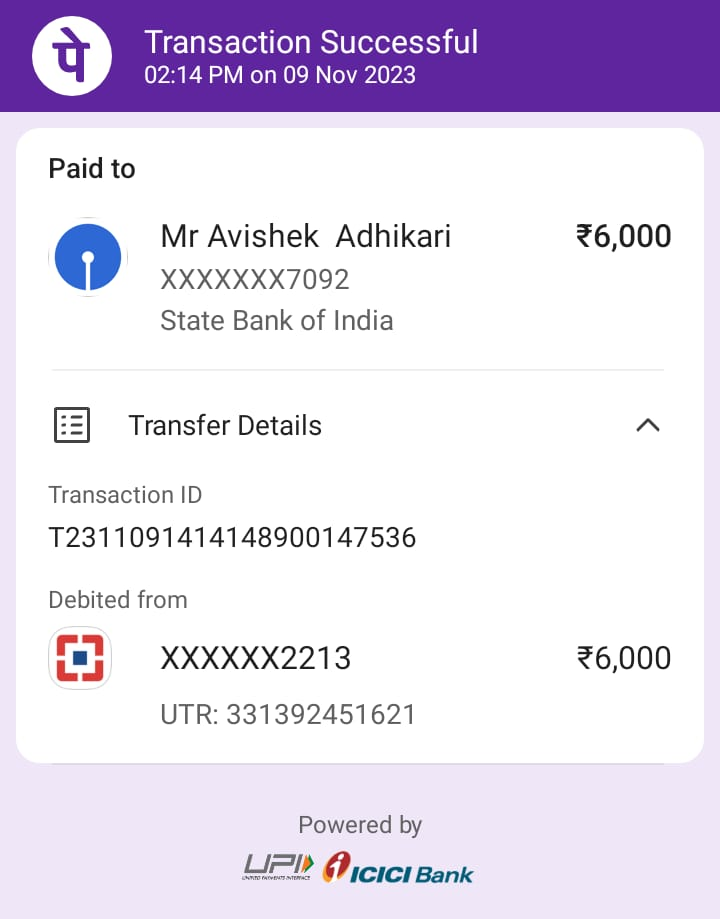 पे
Transaction Successful
02:14 PM on 09 Nov 2023
Paid to
Mr Avishek Adhikari ₹6,000
XXXXXXX7092
State Bank of India
Transfer Details
Transaction ID
T2311091414148900147536
Debited from
XXXXXX2213 ₹6,000
UTR: 331392451621
Powered by
UPI ICICI Bank
UNIFIED PAYMENTS INTERFACE